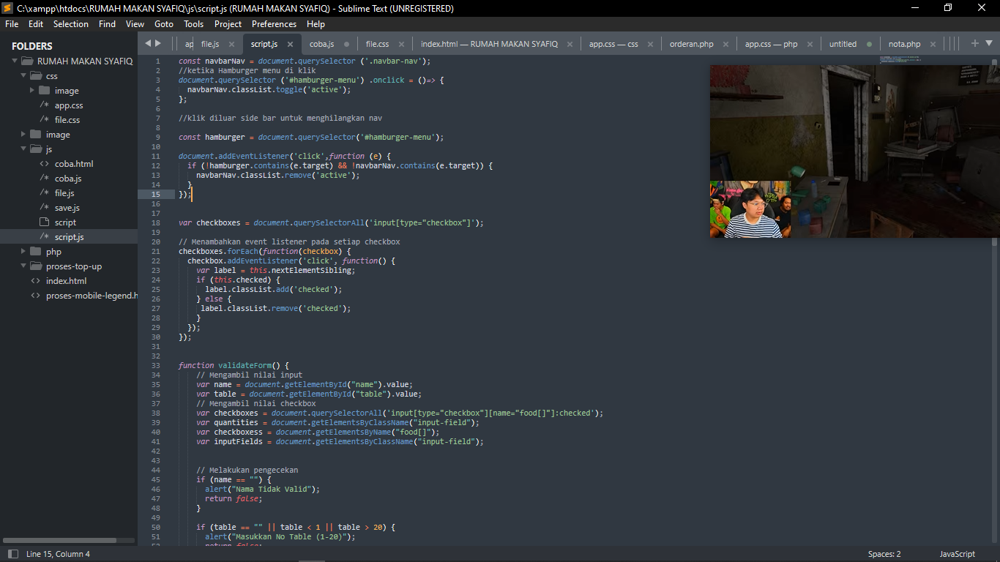 C:\xampp\htdocs\RUMAH MAKAN SYAFIQ\js\script.js (RUMAH MAKAN SYAFIQ) - Sublime Text (UNREGISTERED)
File Edit Selection Find View Goto Tools Project Preferences Help
FOLDERS
RUMAH MAKAN SYAFIQ
css
image
/* app.css
/* file.css
image
js
<> coba.html
/* coba.js
/* file.js
/* save.js
script
/* script.js
php
proses-top-up
<> index.html
<> proses-mobile-legend.h
ap file.js script.js coba.js file.css index.html — RUMAH MAKAN SYAFIQ app.css — css orderan.php app.css — php untitled nota.php
1 const navbarNav = document.querySelector ('.navbar-nav');
2 //ketika Hamburger menu di klik
3 document.querySelector ('#hamburger-menu') .onclick = ()=> {
4 navbarNav.classList.toggle('active');
5 };
6
7 //klik diluar side bar untuk menghilangkan nav
8
9 const hamburger = document.querySelector('#hamburger-menu');
10
11 document.addEventListener('click',function (e) {
12 if (!hamburger.contains(e.target) && !navbarNav.contains(e.target)) {
13 navbarNav.classList.remove('active');
14 }
15 });
16
17
18 var checkboxes = document.querySelectorAll('input[type="checkbox"]');
19
20 // Menambahkan event listener pada setiap checkbox
21 checkboxes.forEach(function(checkbox) {
22 checkbox.addEventListener('click', function() {
23 var label = this.nextElementSibling;
24 if (this.checked) {
25 label.classList.add('checked');
26 } else {
27 label.classList.remove('checked');
28 }
29 });
30 });
31
32
33 function validateForm() {
34 // Mengambil nilai input
35 var name = document.getElementById("name").value;
36 var table = document.getElementById("table").value;
37 // Mengambil nilai checkbox
38 var checkboxes = document.querySelectorAll('input[type="checkbox"][name="food[]"]:checked');
39 var quantities = document.getElementsByClassName("input-field");
40 var checkboxess = document.getElementsByName("food[]");
41 var inputFields = document.getElementsByClassName("input-field");
42
43
44 // Melakukan pengecekan
45 if (name == "") {
46 alert("Nama Tidak Valid");
47 return false;
48 }
49
50 if (table == "" || table < 1 || table > 20) {
51 alert("Masukkan No Table (1-20)");
52 return false;
Line 15, Column 4 Spaces: 2 JavaScript